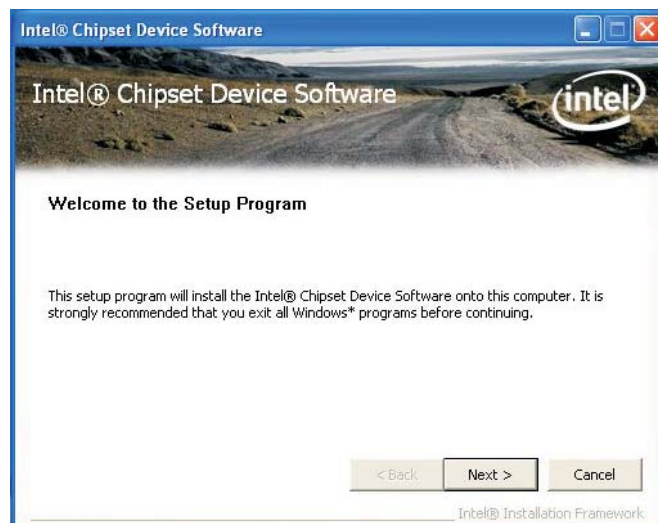 Intel® Chipset Device Software
Intel® Chipset Device Software
intel
Welcome to the Setup Program
This setup program will install the Intel® Chipset Device Software onto this computer. It is
strongly recommended that you exit all Windows* programs before continuing.
< Back
Next >
Cancel
Intel® Installation Framework